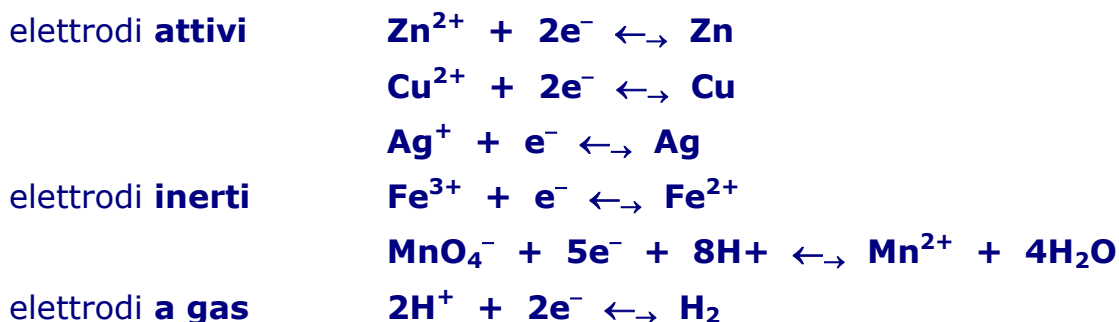 elettrodi attivi Zn²⁺ + 2e⁻ ←→ Zn
Cu²⁺ + 2e⁻ ←→ Cu
Ag⁺ + e⁻ ←→ Ag
elettrodi inerti Fe³⁺ + e⁻ ←→ Fe²⁺
MnO₄⁻ + 5e⁻ + 8H+ ←→ Mn²⁺ + 4H₂O
elettrodi a gas 2H⁺ + 2e⁻ ←→ H₂